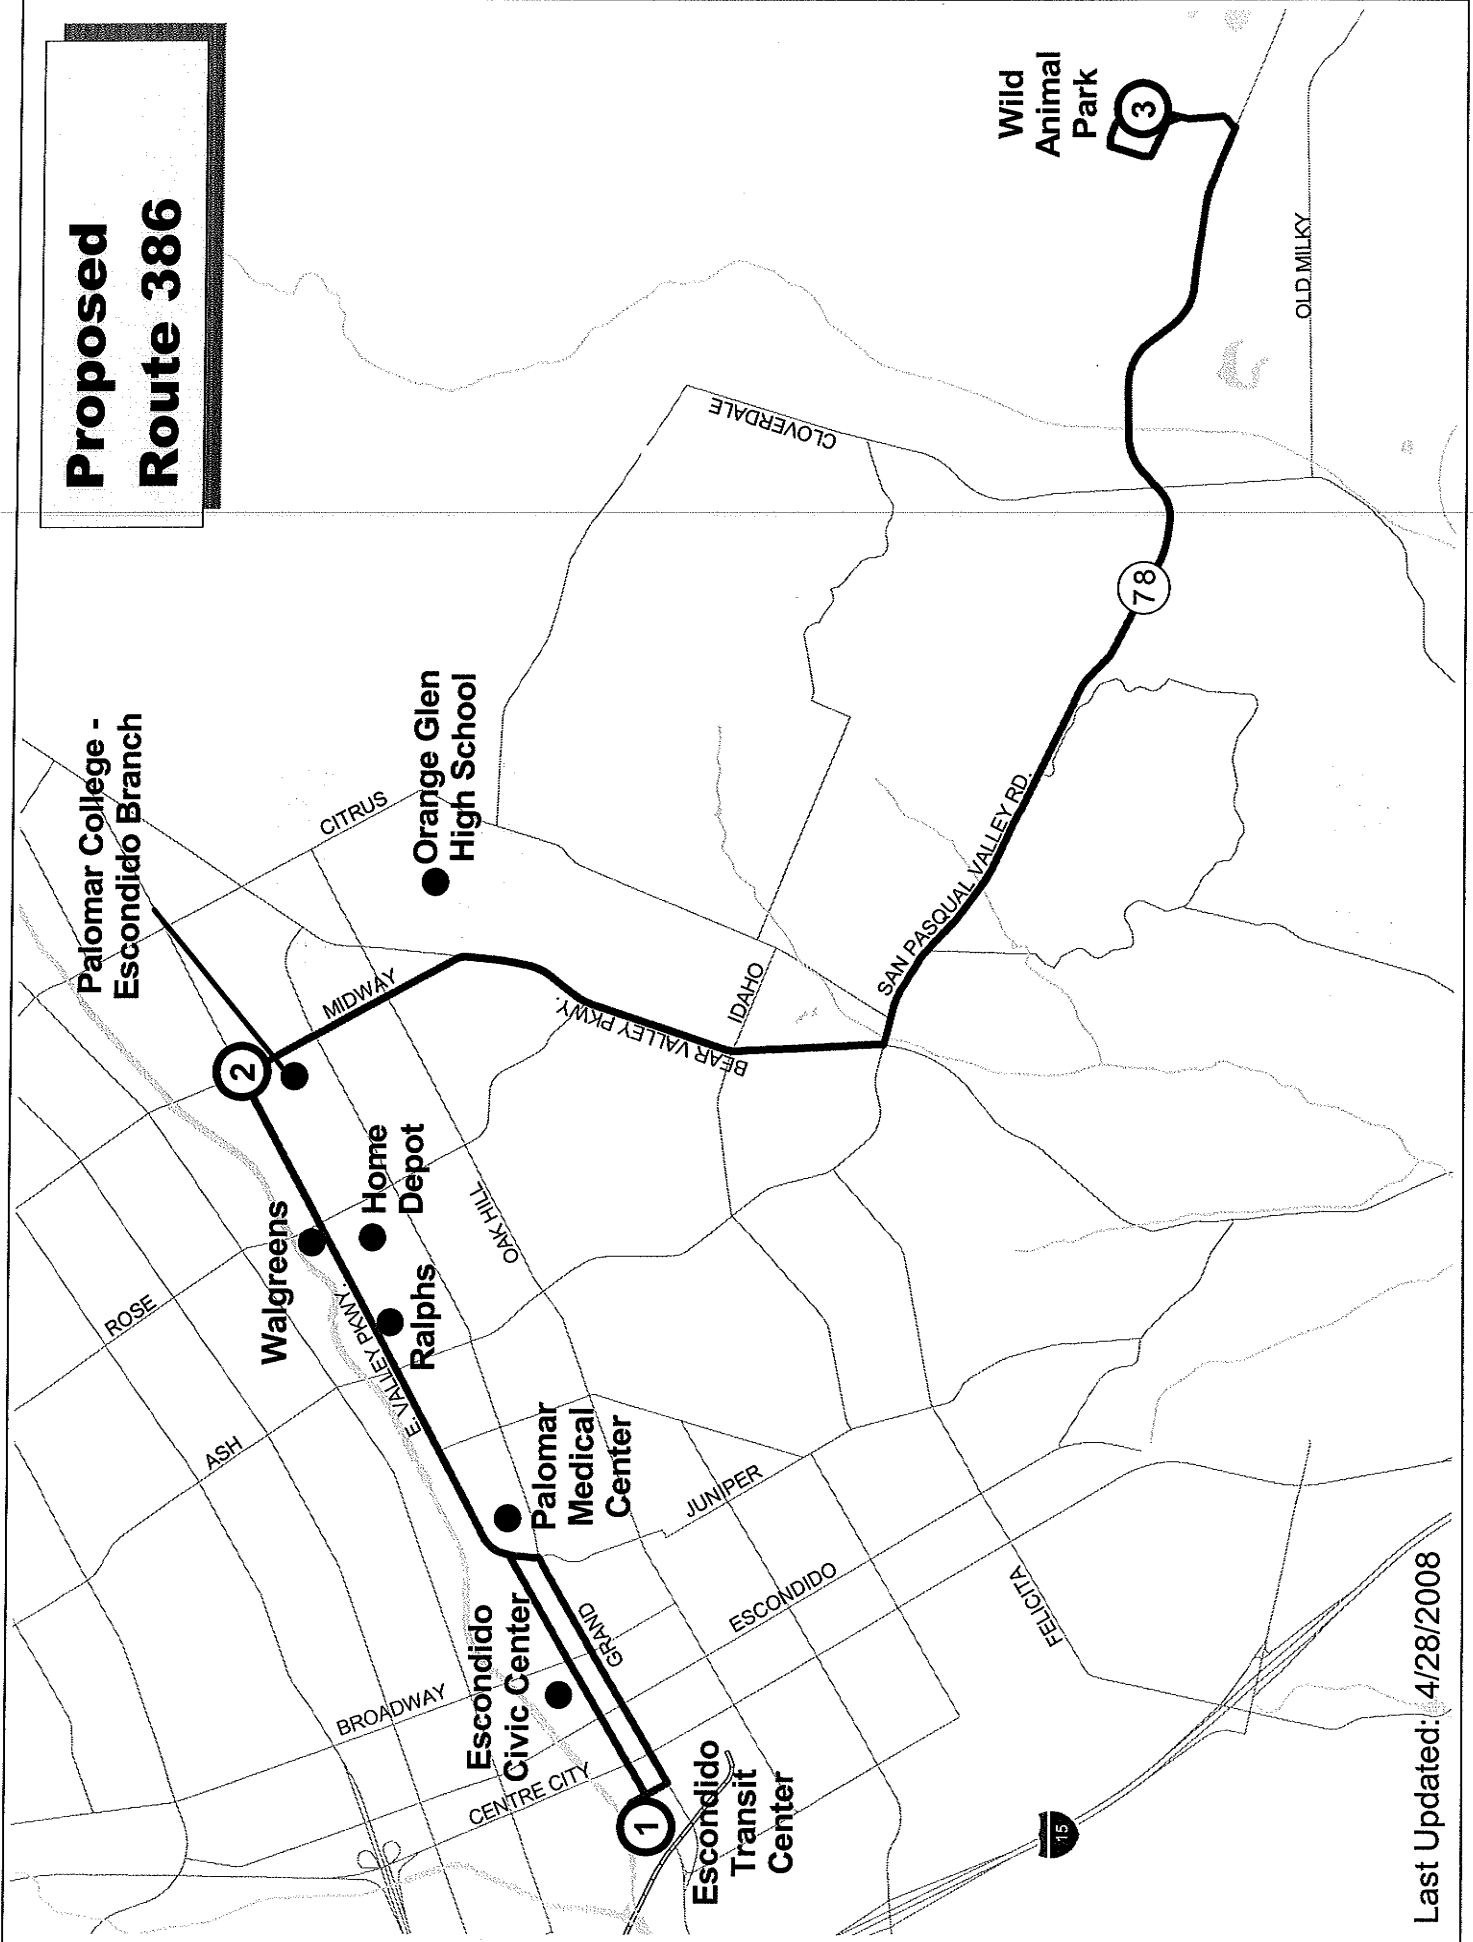 Proposed
Route 386
Palomar College -
Escondido Branch
CITRUS
Orange Glen
High School
MIDWAY
2
Walgreens
Home
Depot
ROSE
E. VALLEY PKWY.
Ralphs
OAK HILL
ASH
Palomar
Medical
Center
JUNIPER
Escondido
Civic Center
GRAND
BROADWAY
CENTRE CITY
ESCONDIDO
FELICITA
1
Escondido
Transit
Center
15
BEAR VALLEY PKWY.
IDAHO
SAN PASQUAL VALLEY RD.
CLOVERDALE
78
OLD MILKY
Wild
Animal
Park
3
Last Updated: 4/28/2008